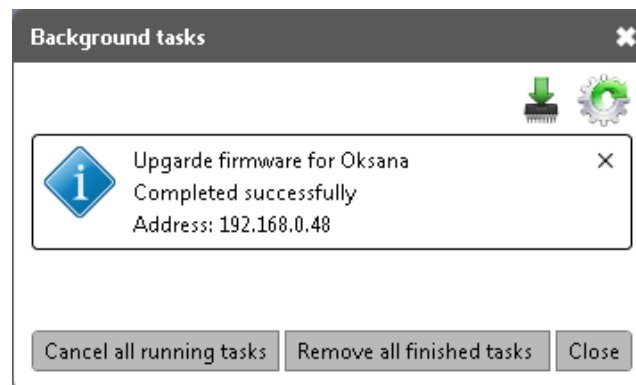 Background tasks
Upgarde firmware for Oksana
Completed successfully
Address: 192.168.0.48
Cancel all running tasks
Remove all finished tasks
Close